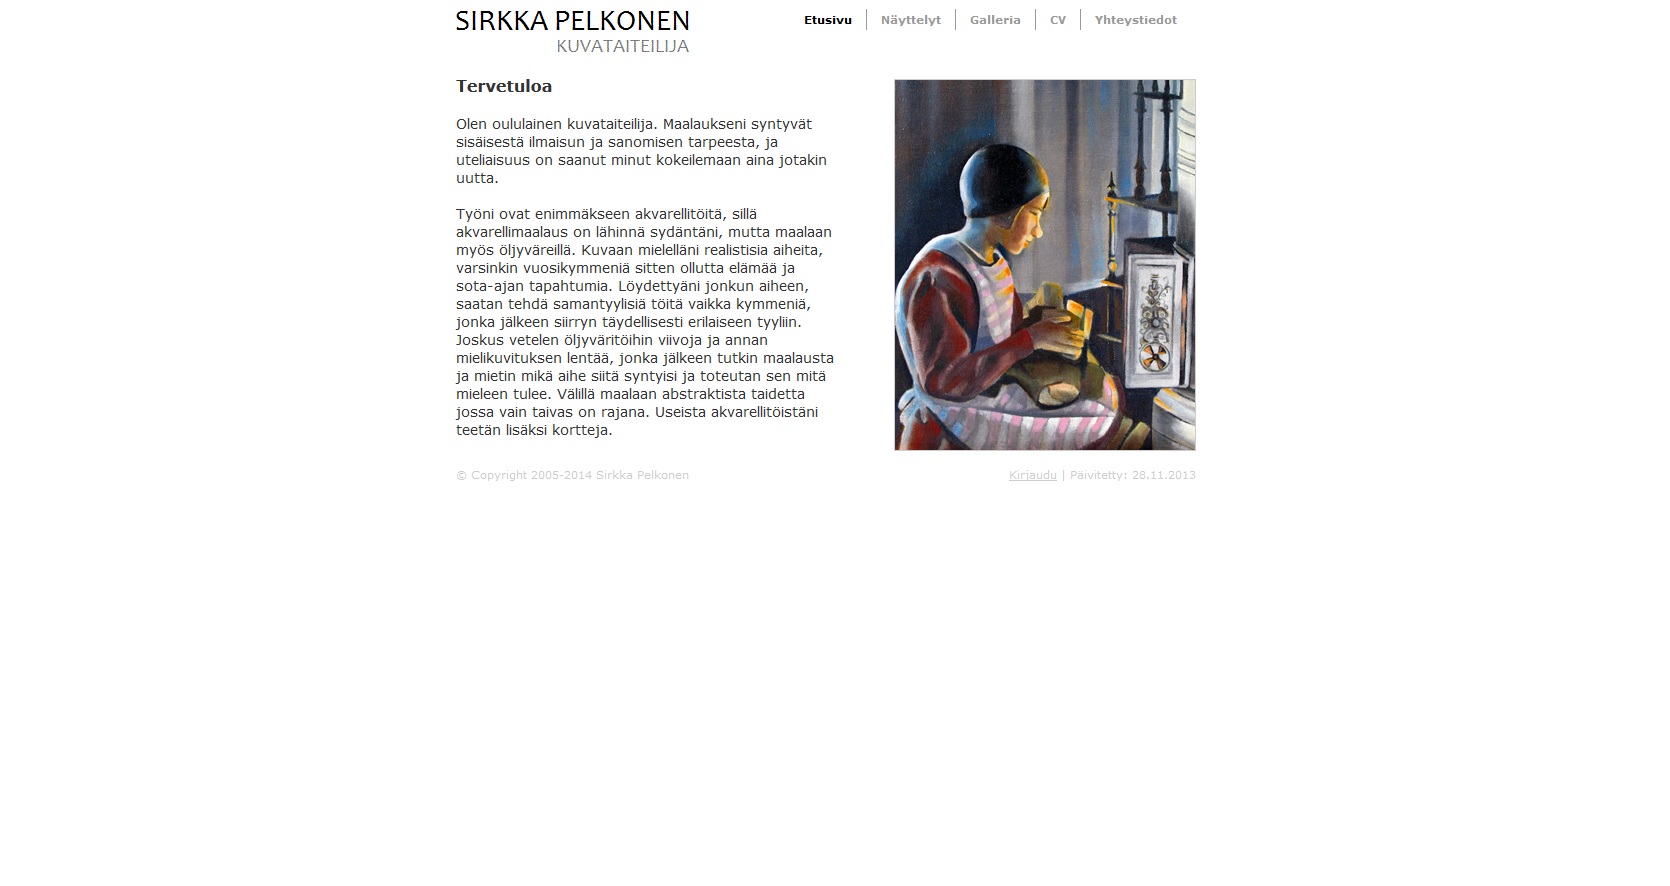 SIRKKA PELKONEN
KUVATAITEILIJA
Etusivu
Näyttelyt
Galleria
CV
Yhteystiedot
Tervetuloa
Olen oululainen kuvataiteilija. Maalaukseni syntyvät
sisäisestä ilmaisun ja sanomisen tarpeesta, ja
uteliaisuus on saanut minut kokeilemaan aina jotakin
uutta.
Työni ovat enimmäkseen akvarellitöitä, sillä
akvarellimaalaus on lähinnä sydäntäni, mutta maalaan
myös öljyväreillä. Kuvaan mielelläni realistisia aiheita,
varsinkin vuosikymmeniä sitten ollutta elämää ja
sota-ajan tapahtumia. Löydettyäni jonkun aiheen,
saatan tehdä samantyylisiä töitä vaikka kymmeniä,
jonka jälkeen siirryn täydellisesti erilaiseen tyyliin.
Joskus vetelen öljyväritöihin viivoja ja annan
mielikuvituksen lentää, jonka jälkeen tutkin maalausta
ja mietin mikä aihe siitä syntyisi ja toteutan sen mitä
mieleen tulee. Välillä maalaan abstraktista taidetta
jossa vain taivas on rajana. Useista akvarellitöistäni
teetän lisäksi kortteja.
© Copyright 2005-2014 Sirkka Pelkonen
Kirjaudu | Päivitetty: 28.11.2013